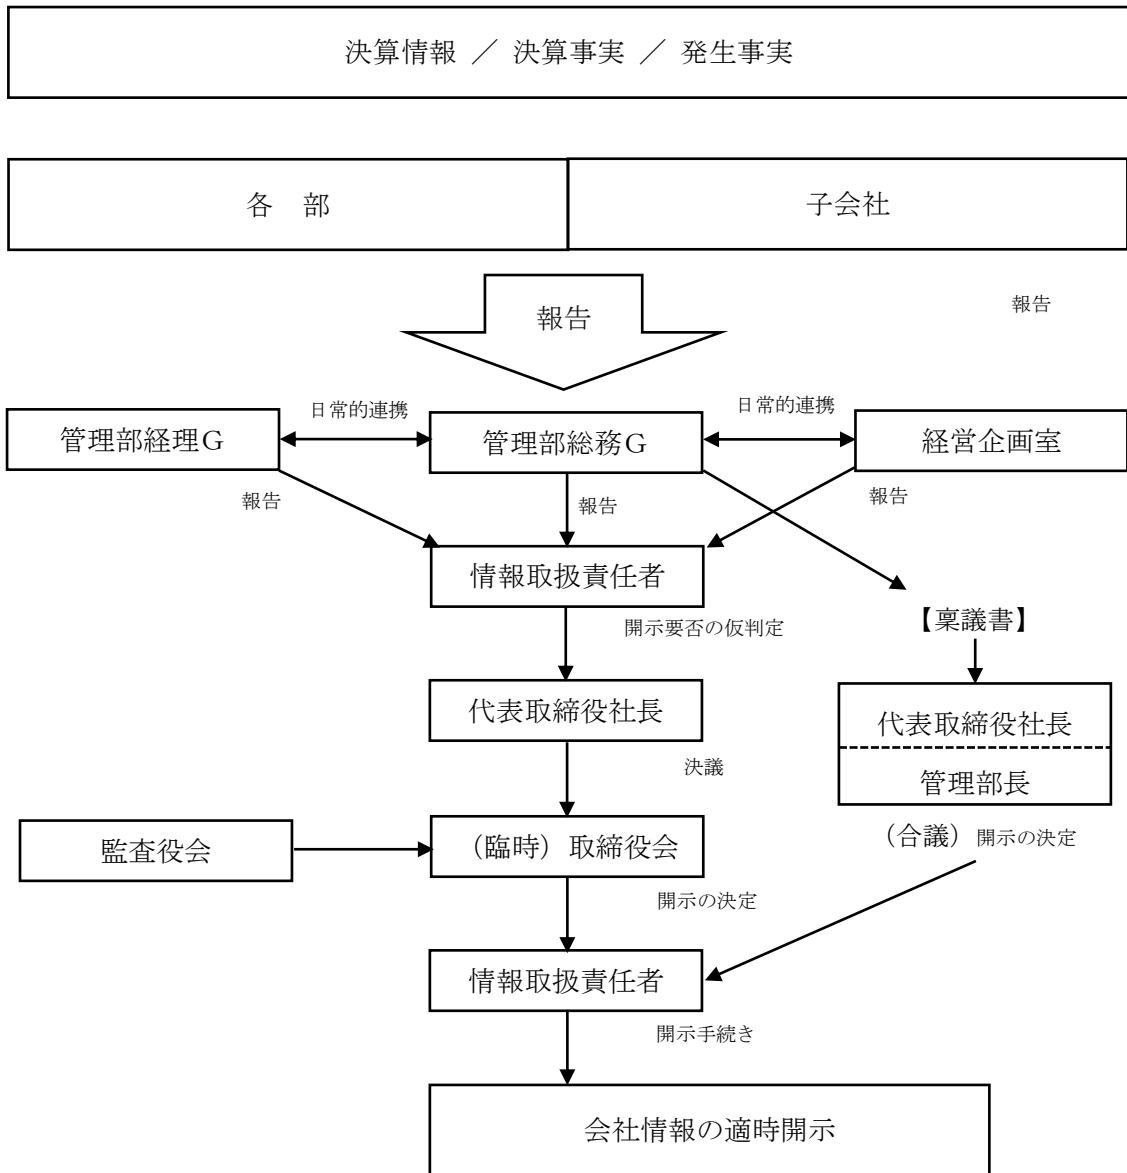 決算情報 ／ 決算事実 ／ 発生事実
各　部
子会社
報告
報告
日常的連携
日常的連携
管理部経理Ｇ
管理部総務Ｇ
経営企画室
報告
報告
報告
情報取扱責任者
開示要否の仮判定
【稟議書】
代表取締役社長
代表取締役社長
決議
管理部長
監査役会
（臨時）取締役会
（合議）開示の決定
開示の決定
情報取扱責任者
開示手続き
会社情報の適時開示